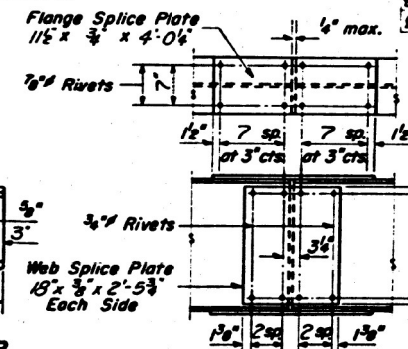 Flange Splice Plate
11½" x ¾" x 4'-0¼"
¼" max.
⅞"ø Rivets
7"
1½" 7 sp. 7 sp. 1½"
at 3"cts. at 3"cts.
3"
¾"ø Rivets
3¼"
Web Splice Plate
18" x ⅜" x 2'-5¾"
Each Side
1⅜" 2 sp. 2 sp. 1⅜"